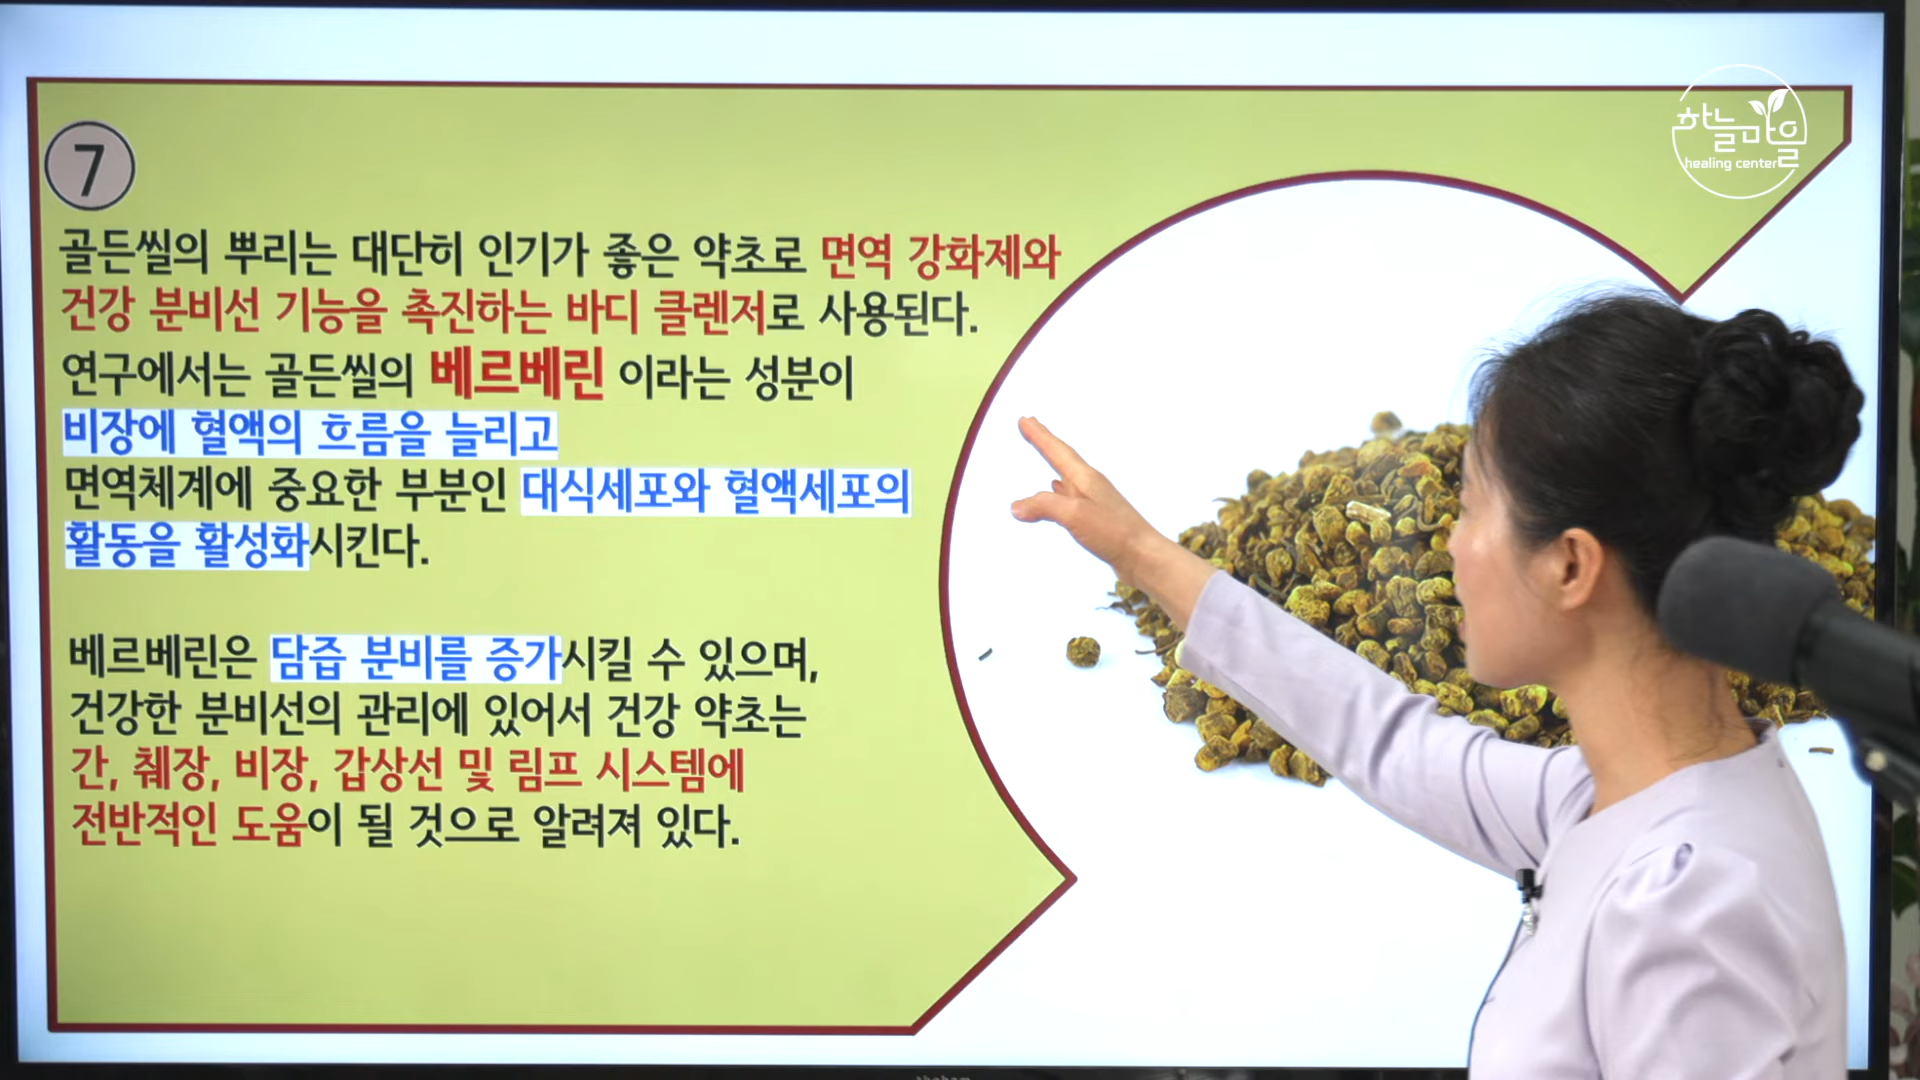 하늘마을
healing center
7
골든씰의 뿌리는 대단히 인기가 좋은 약초로 면역 강화제와
건강 분비선 기능을 촉진하는 바디 클렌저로 사용된다.
연구에서는 골든씰의 베르베린 이라는 성분이
비장에 혈액의 흐름을 늘리고
면역체계에 중요한 부분인 대식세포와 혈액세포의
활동을 활성화시킨다.
베르베린은 담즙 분비를 증가시킬 수 있으며,
건강한 분비선의 관리에 있어서 건강 약초는
간, 췌장, 비장, 갑상선 및 림프 시스템에
전반적인 도움이 될 것으로 알려져 있다.